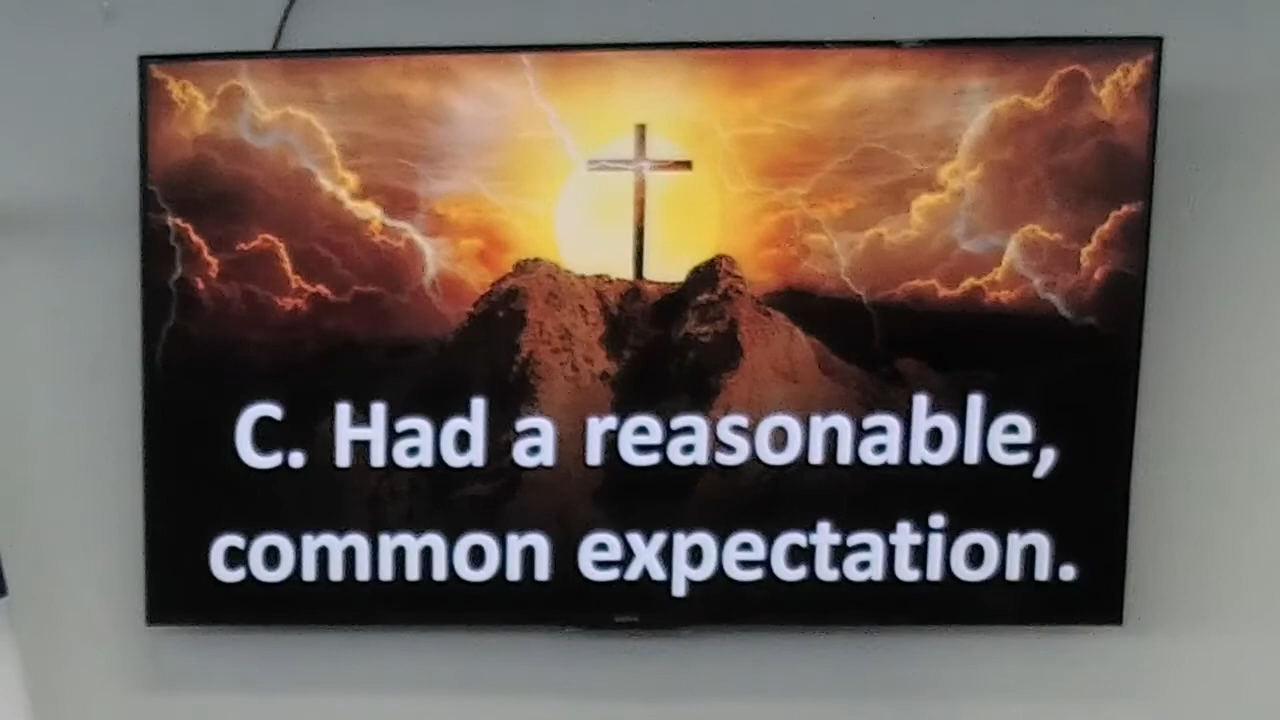 C. Had a reasonable,
common expectation.